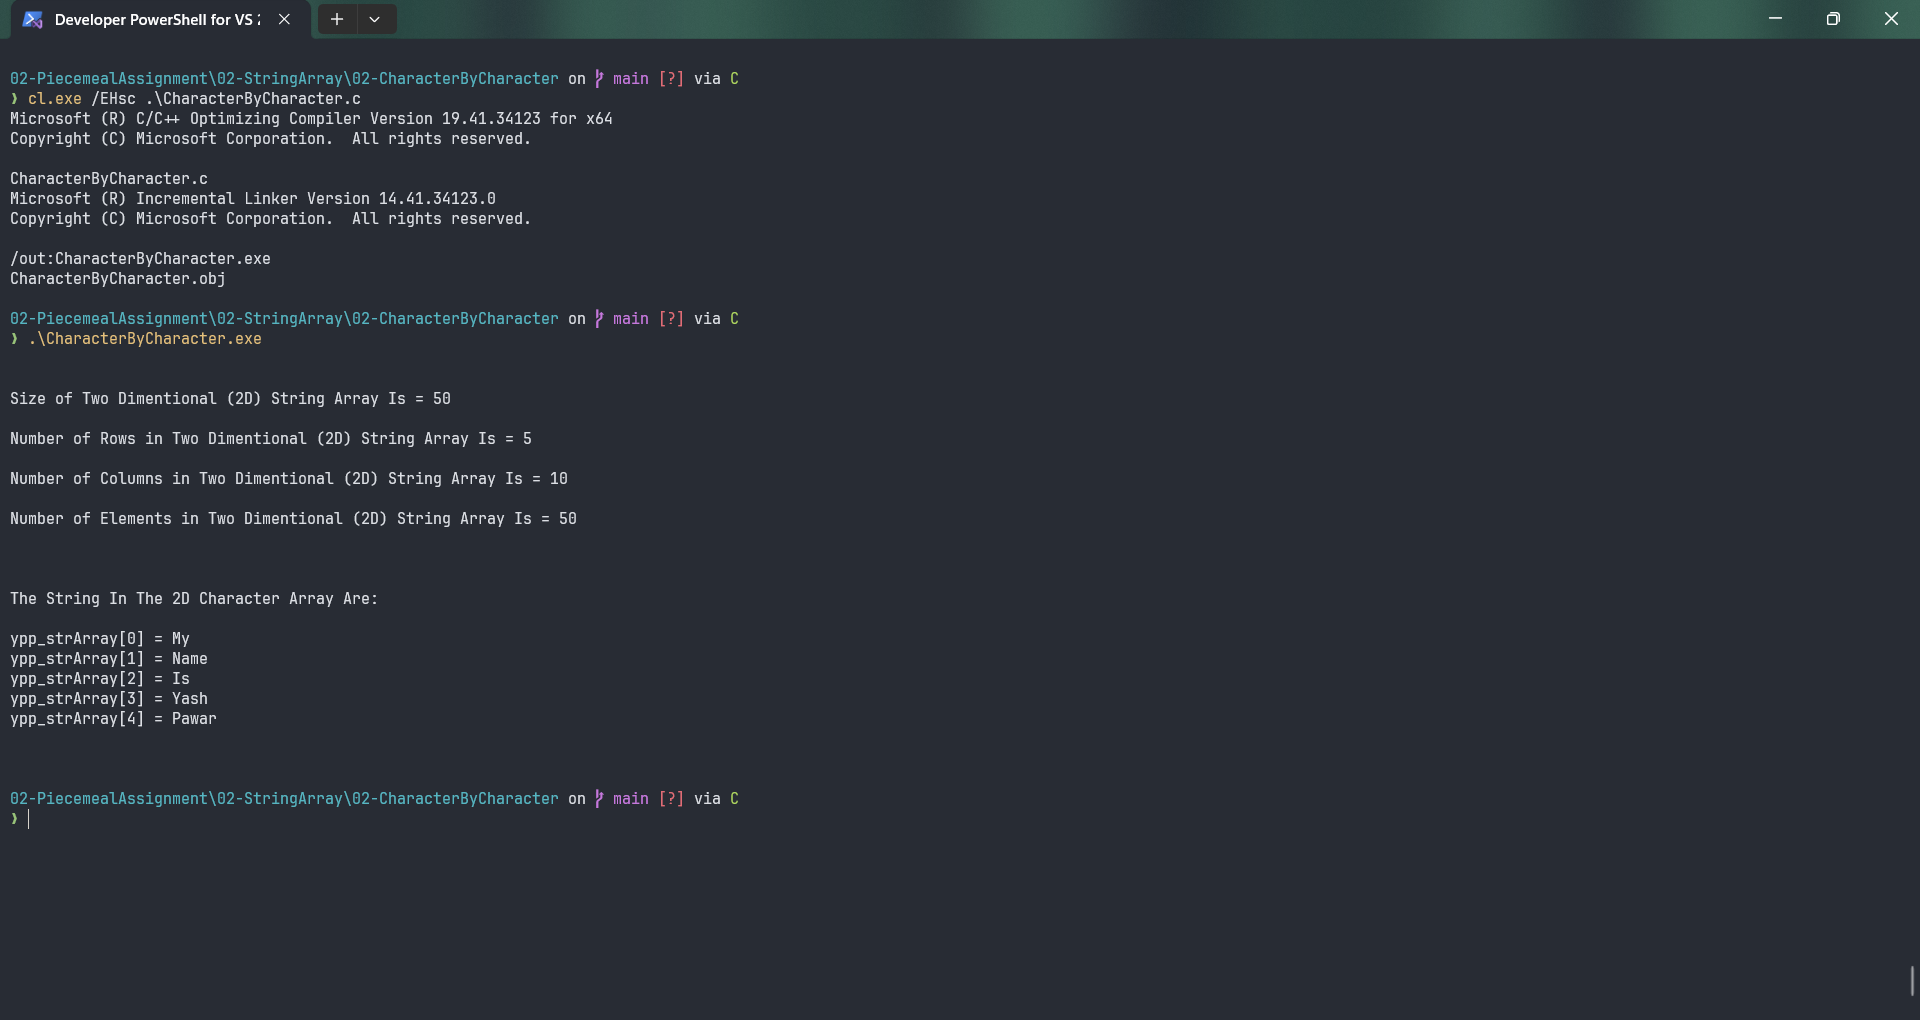 Developer PowerShell for VS
02-PiecemealAssignment\02-StringArray\02-CharacterByCharacter on main [?] via C
❯ cl.exe /EHsc .\CharacterByCharacter.c
Microsoft (R) C/C++ Optimizing Compiler Version 19.41.34123 for x64
Copyright (C) Microsoft Corporation.  All rights reserved.
CharacterByCharacter.c
Microsoft (R) Incremental Linker Version 14.41.34123.0
Copyright (C) Microsoft Corporation.  All rights reserved.
/out:CharacterByCharacter.exe
CharacterByCharacter.obj
02-PiecemealAssignment\02-StringArray\02-CharacterByCharacter on main [?] via C
❯ .\CharacterByCharacter.exe
Size of Two Dimentional (2D) String Array Is = 50
Number of Rows in Two Dimentional (2D) String Array Is = 5
Number of Columns in Two Dimentional (2D) String Array Is = 10
Number of Elements in Two Dimentional (2D) String Array Is = 50
The String In The 2D Character Array Are:
ypp_strArray[0] = My
ypp_strArray[1] = Name
ypp_strArray[2] = Is
ypp_strArray[3] = Yash
ypp_strArray[4] = Pawar
02-PiecemealAssignment\02-StringArray\02-CharacterByCharacter on main [?] via C
❯